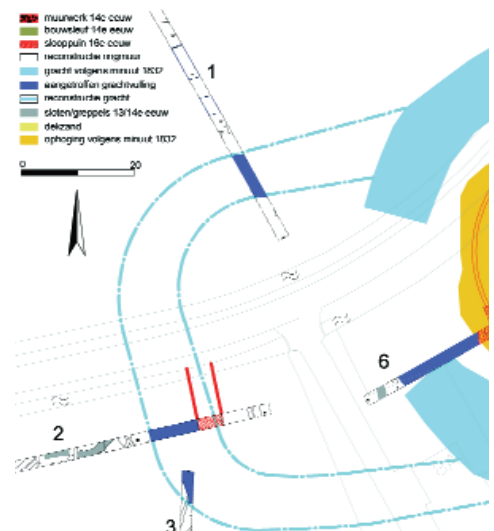 muurwerk 14e eeuw
bouwsleuf 14e eeuw
slooppuin 16e eeuw
reconstructie ringmuur
gracht volgens minuut 1832
aangetroffen grachtvulling
reconstructie gracht
sloten/greppels 13/14e eeuw
dekzand
ophoging volgens minuut 1832
0 20
1
6
2
3